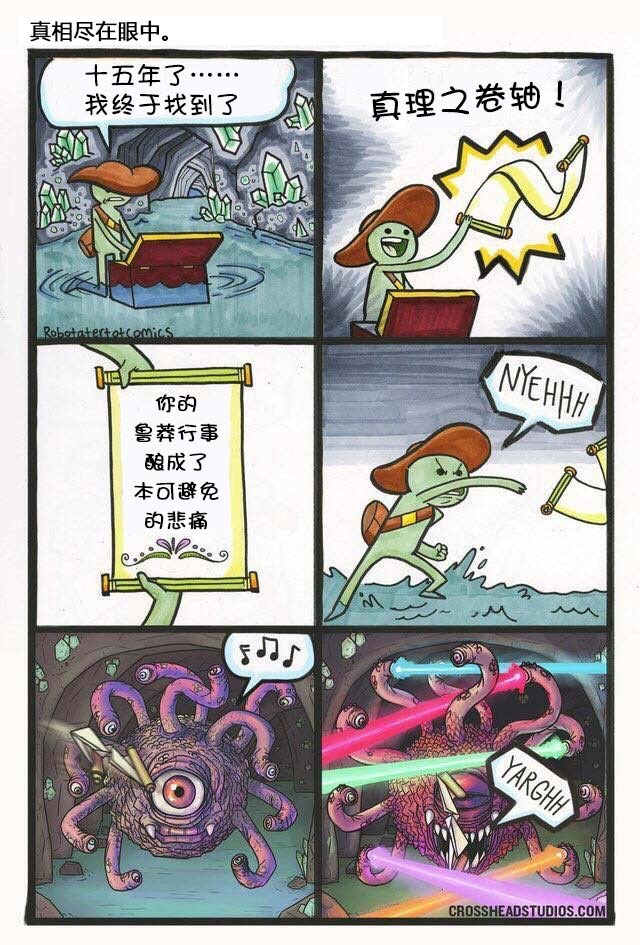 真相尽在眼中。
十五年了……
我终于找到了
真理之卷轴！
Robotatertotcomics
你的
鲁莽行事
酿成了
本可避免
的悲痛
NYEHHH
YARGHH
CROSSHEADSTUDIOS.COM